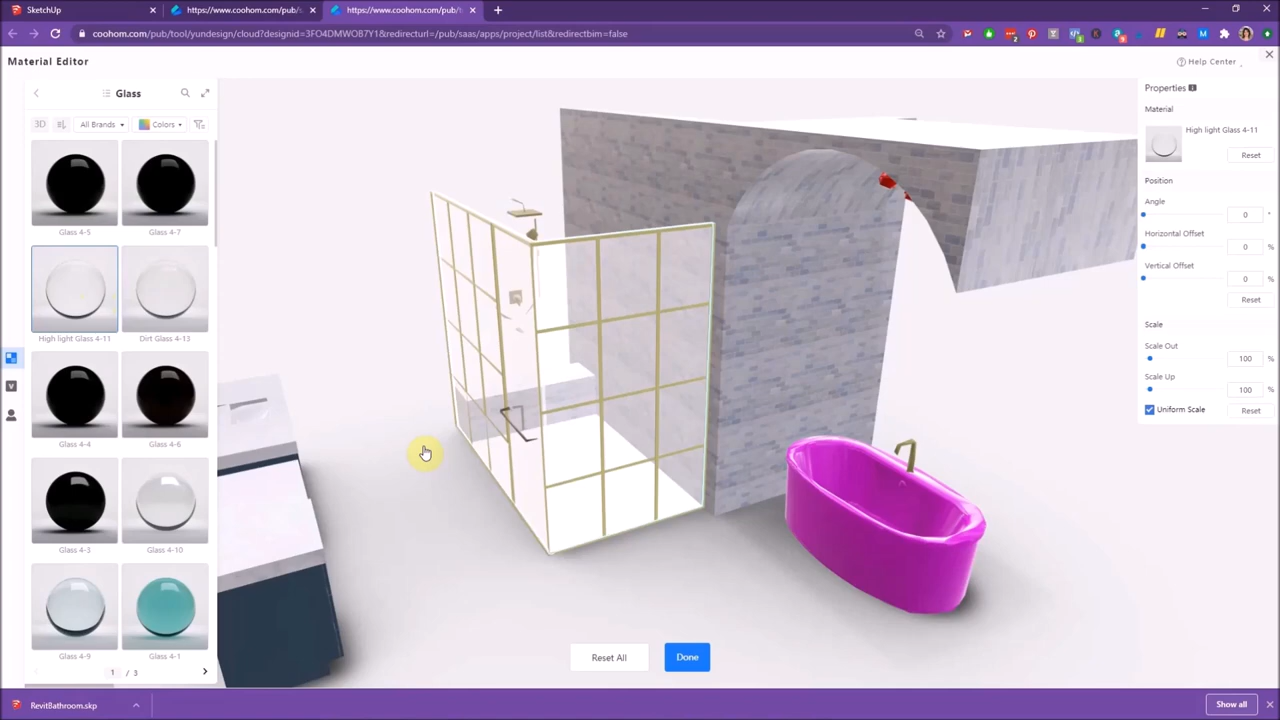 SketchUp
https://www.coohom.com/pub/s
https://www.coohom.com/pub/t
coohom.com/pub/tool/yundesign/cloud?designid=3FO4DMWO87Y1&redirecturl=/pub/saas/apps/project/list&redirectbim=false
Material Editor
Help Center
Glass
3D
All Brands
Colors
Glass 4-5
Glass 4-7
High light Glass 4-11
Dirt Glass 4-13
Glass 4-4
Glass 4-6
Glass 4-3
Glass 4-10
Glass 4-9
Glass 4-1
1 / 3
Properties
Material
High light Glass 4-11
Reset
Position
Angle
0 °
Horizontal Offset
0 %
Vertical Offset
0 %
Reset
Scale
Scale Out
100 %
Scale Up
100 %
Uniform Scale
Reset
Reset All
Done
RevitBathroom.skp
Show all